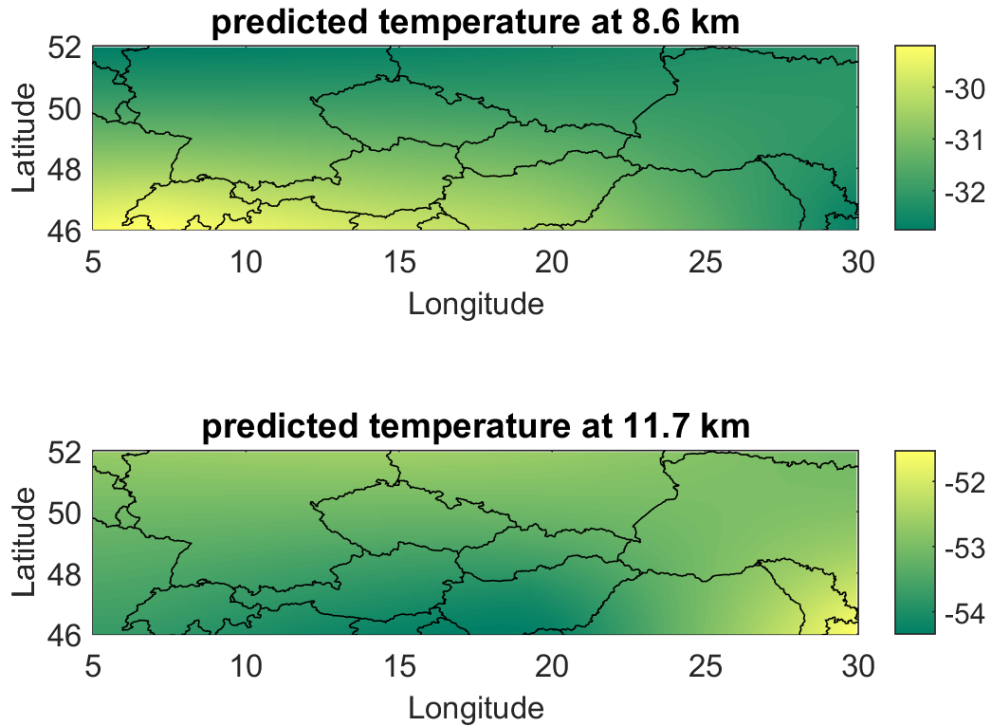 predicted temperature at 8.6 km
52
50
48
46
Latitude
5 10 15 20 25 30
Longitude
-30
-31
-32
predicted temperature at 11.7 km
52
50
48
46
Latitude
5 10 15 20 25 30
Longitude
-52
-53
-54